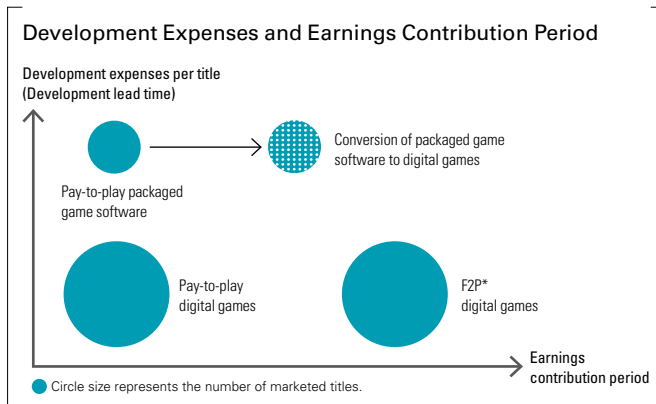 Development Expenses and Earnings Contribution Period
Development expenses per title
(Development lead time)
Conversion of packaged game
software to digital games
Pay-to-play packaged
game software
Pay-to-play
digital games
F2P*
digital games
Earnings
contribution period
Circle size represents the number of marketed titles.